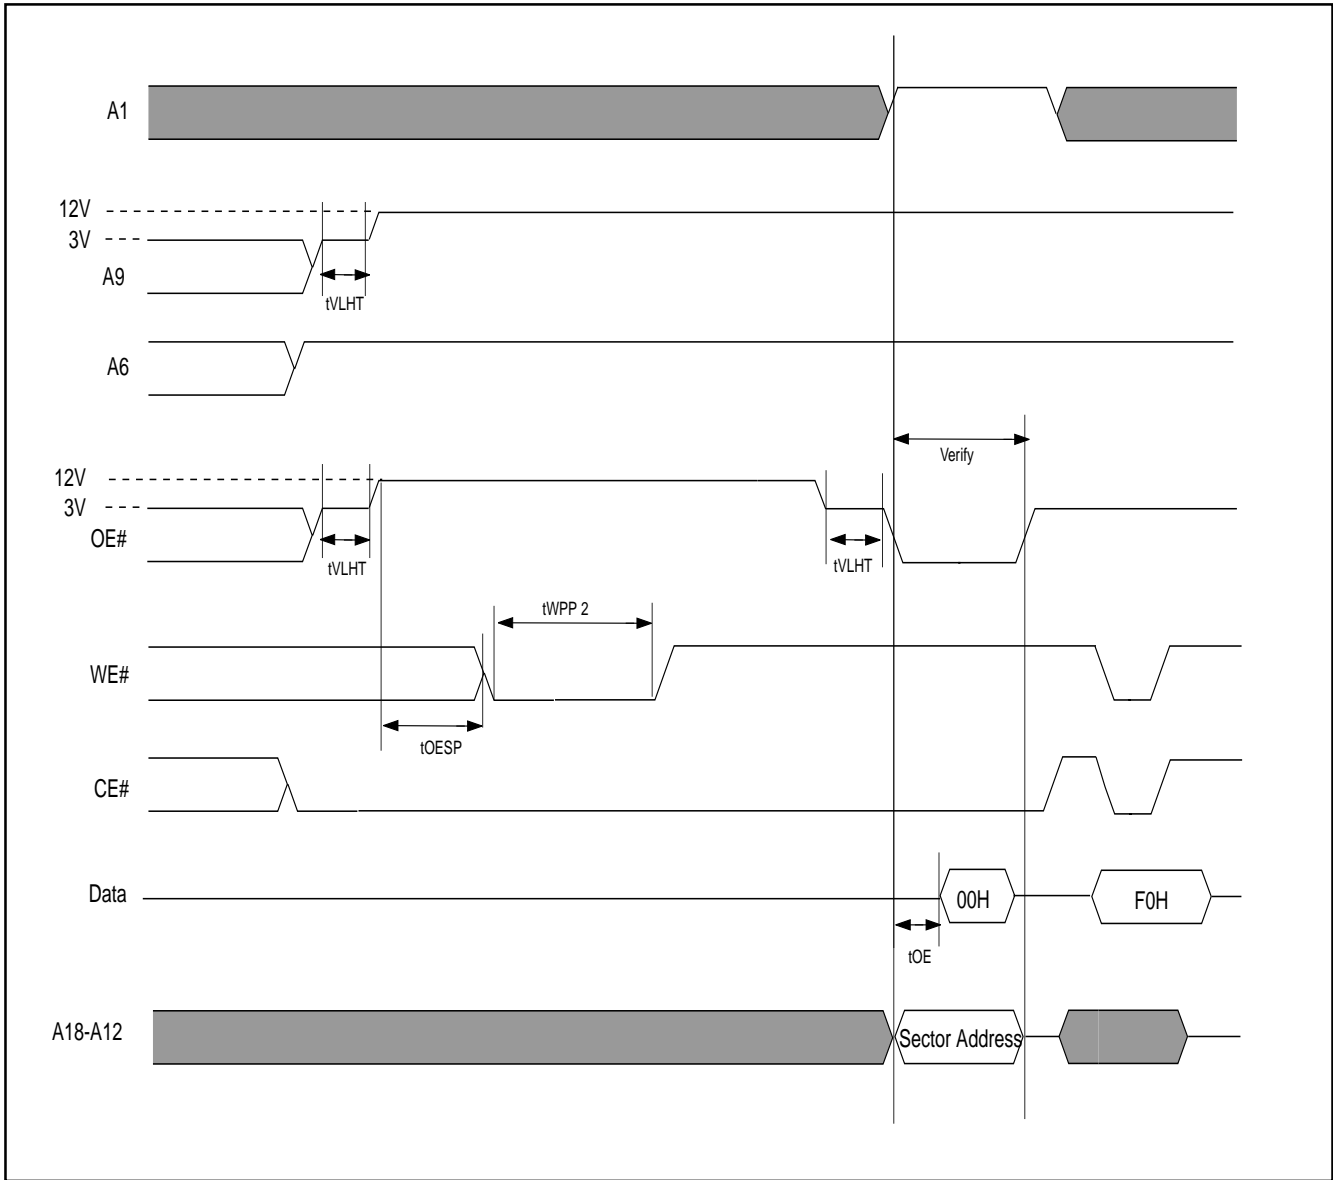 A1
12V
3V
A9
tVLHT
A6
Verify
12V
3V
OE#
tVLHT
tVLHT
tWPP 2
WE#
tOESP
CE#
Data
00H
F0H
tOE
A18-A12
Sector Address